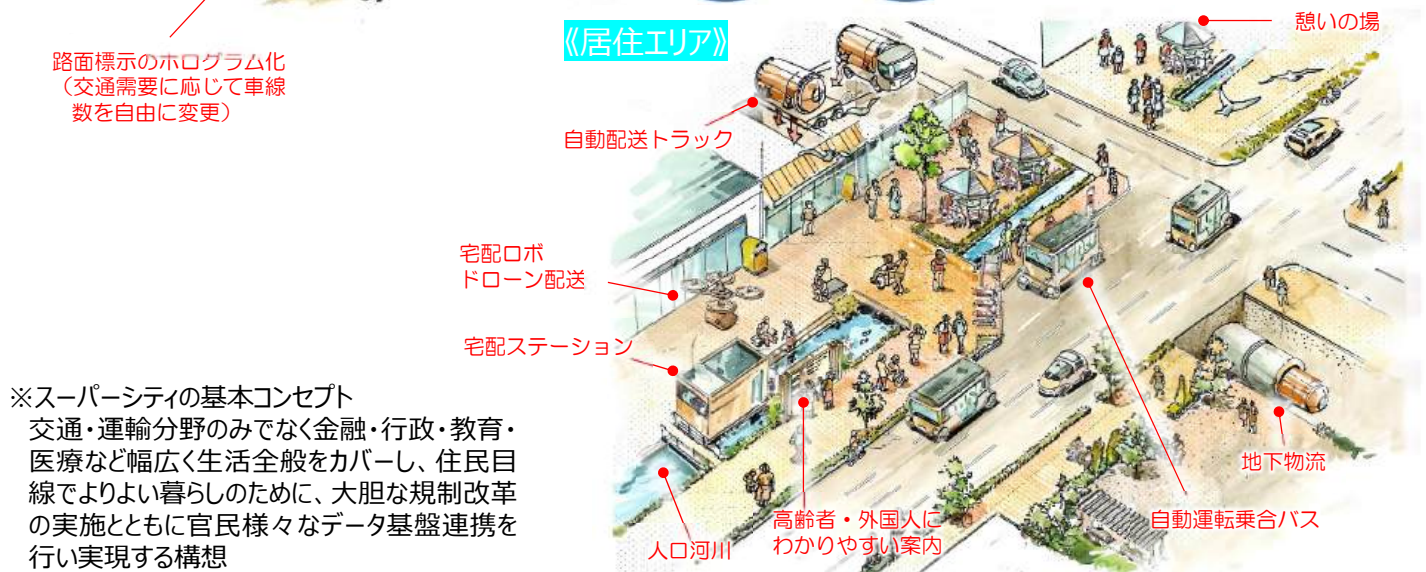 路面標示のホログラム化
（交通需要に応じて車線
数を自由に変更）
《居住エリア》
憩いの場
自動配送トラック
宅配ロボ
ドローン配送
宅配ステーション
地下物流
自動運転乗合バス
高齢者・外国人に
わかりやすい案内
人口河川
※スーパーシティの基本コンセプト
交通・運輸分野のみでなく金融・行政・教育・
医療など幅広く生活全般をカバーし、住民目
線でよりよい暮らしのために、大胆な規制改革
の実施とともに官民様々なデータ基盤連携を
行い実現する構想